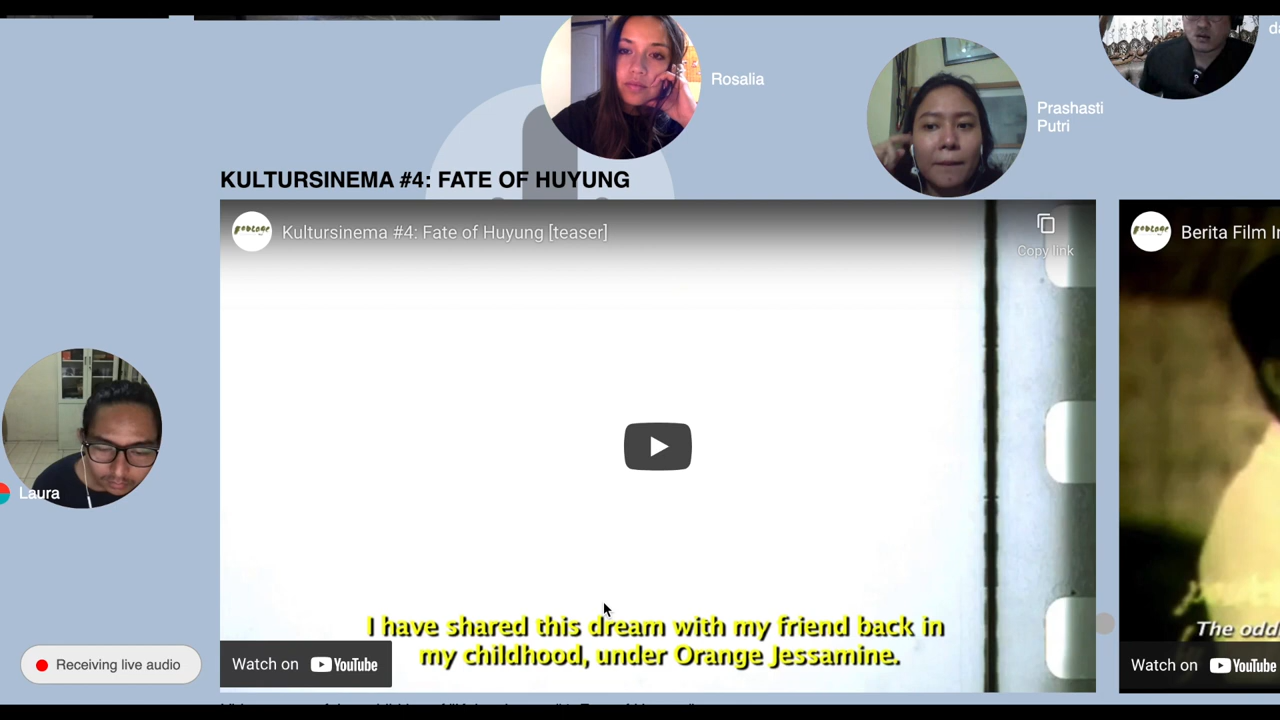 Rosalia
da
Prashasti
Putri
KULTURSINEMA #4: FATE OF HUYUNG
Kultursinema #4: Fate of Huyung [teaser]
Copy link
Berita Film In
Laura
I have shared this dream with my friend back in
my childhood, under Orange Jessamine.
The odd
Watch on YouTube
Watch on YouTube
Receiving live audio